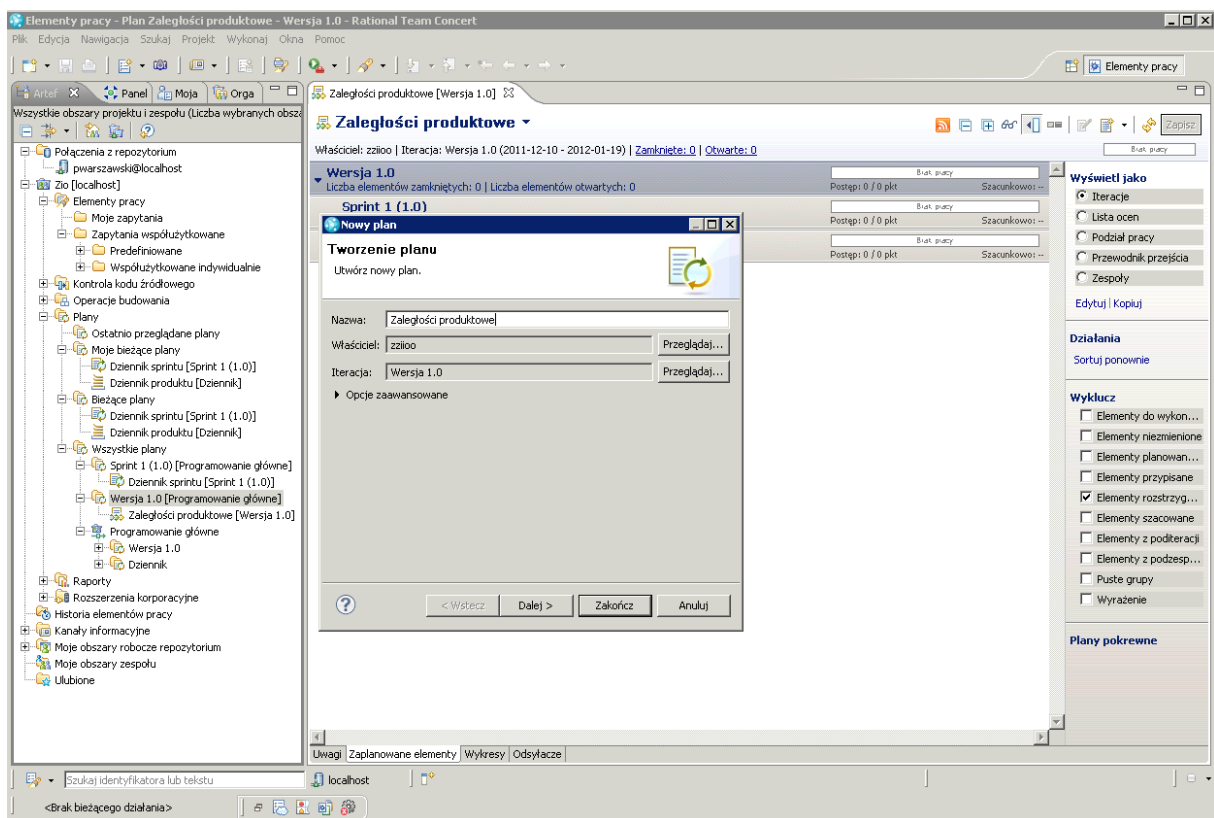 Elementy pracy - Plan Zaległości produktowe - Wersja 1.0 - Rational Team Concert
Plik Edycja Nawigacja Szukaj Projekt Wykonaj Okna Pomoc
Elementy pracy
Artef Panel Moja Orga
Wszystkie obszary projektu i zespołu (Liczba wybranych obsza
Połączenia z repozytorium
pwarszawski@localhost
Zio [localhost]
Elementy pracy
Moje zapytania
Zapytania współużytkowane
Predefiniowane
Współużytkowane indywidualnie
Kontrola kodu źródłowego
Operacje budowania
Plany
Ostatnio przeglądane plany
Moje bieżące plany
Dziennik sprintu [Sprint 1 (1.0)]
Dziennik produktu [Dziennik]
Bieżące plany
Dziennik sprintu [Sprint 1 (1.0)]
Dziennik produktu [Dziennik]
Wszystkie plany
Sprint 1 (1.0) [Programowanie główne]
Dziennik sprintu [Sprint 1 (1.0)]
Wersja 1.0 [Programowanie główne]
Zaległości produktowe [Wersja 1.0]
Programowanie główne
Wersja 1.0
Dziennik
Raporty
Rozszerzenia korporacyjne
Historia elementów pracy
Kanały informacyjne
Moje obszary robocze repozytorium
Moje obszary zespołu
Ulubione
Zaległości produktowe [Wersja 1.0]
Zaległości produktowe
Zapisz
Właściciel: zziioo | Iteracja: Wersja 1.0 (2011-12-10 - 2012-01-19) | Zamknięte: 0 | Otwarte: 0
Brak pracy
Wersja 1.0
Brak pracy
Liczba elementów zamkniętych: 0 | Liczba elementów otwartych: 0
Postęp: 0 / 0 pkt Szacunkowo: --
Sprint 1 (1.0)
Brak pracy
Postęp: 0 / 0 pkt Szacunkowo: --
Brak pracy
Postęp: 0 / 0 pkt Szacunkowo: --
Nowy plan
Tworzenie planu
Utwórz nowy plan.
Nazwa: Zaległości produktowe
Właściciel: zziioo Przeglądaj...
Iteracja: Wersja 1.0 Przeglądaj...
Opcje zaawansowane
< Wstecz Dalej > Zakończ Anuluj
Wyświetl jako
Iteracje
Lista ocen
Podział pracy
Przewodnik przejścia
Zespoły
Edytuj | Kopiuj
Działania
Sortuj ponownie
Wyklucz
Elementy do wykon...
Elementy niezmienione
Elementy planowan...
Elementy przypisane
Elementy rozstrzyg...
Elementy szacowane
Elementy z poditeracji
Elementy z podzesp...
Puste grupy
Wyrażenie
Plany pokrewne
Uwagi Zaplanowane elementy Wykresy Odsyłacze
Szukaj identyfikatora lub tekstu
localhost
<Brak bieżącego działania>